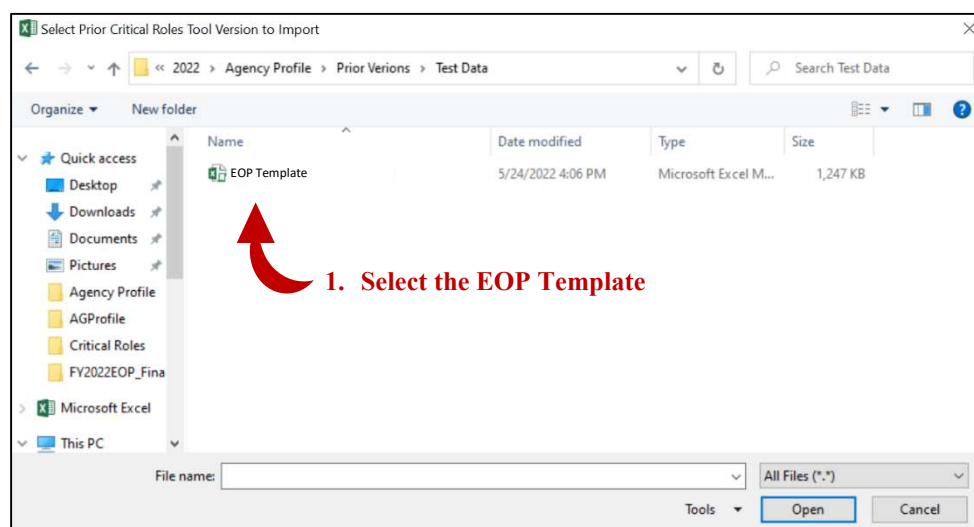 Select Prior Critical Roles Tool Version to Import
« 2022 > Agency Profile > Prior Verions > Test Data
Search Test Data
Organize
New folder
Name
Date modified
Type
Size
Quick access
Desktop
Downloads
Documents
Pictures
Agency Profile
AGProfile
Critical Roles
FY2022EOP_Fina
Microsoft Excel
This PC
EOP Template
5/24/2022 4:06 PM
Microsoft Excel M...
1,247 KB
1. Select the EOP Template
File name:
All Files (*.*)
Tools
Open
Cancel